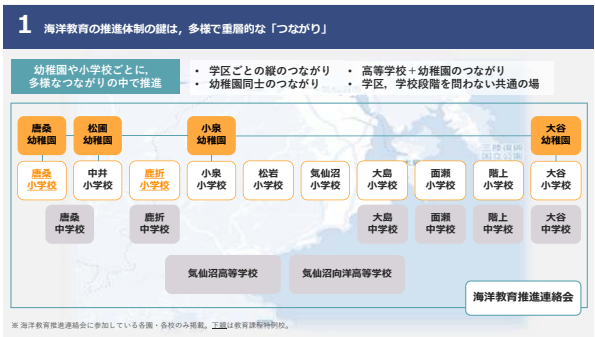 1 海洋教育の推進体制の鍵は，多様で重層的な「つながり」
幼稚園や小学校ごとに，
多様なつながりの中で推進
• 学区ごとの縦のつながり
• 幼稚園同士のつながり
• 高等学校＋幼稚園のつながり
• 学区，学校段階を問わない共通の場
三陸復興
国立公園
唐桑
幼稚園
松圃
幼稚園
小泉
幼稚園
大谷
幼稚園
唐桑
小学校
中井
小学校
鹿折
小学校
小泉
小学校
松岩
小学校
気仙沼
小学校
大島
小学校
面瀬
小学校
階上
小学校
大谷
小学校
唐桑
中学校
鹿折
中学校
大島
中学校
面瀬
中学校
階上
中学校
大谷
中学校
気仙沼高等学校
気仙沼向洋高等学校
海洋教育推進連絡会
※ 海洋教育推進連絡会に参加している各園・各校のみ掲載。下線は教育課程特例校。